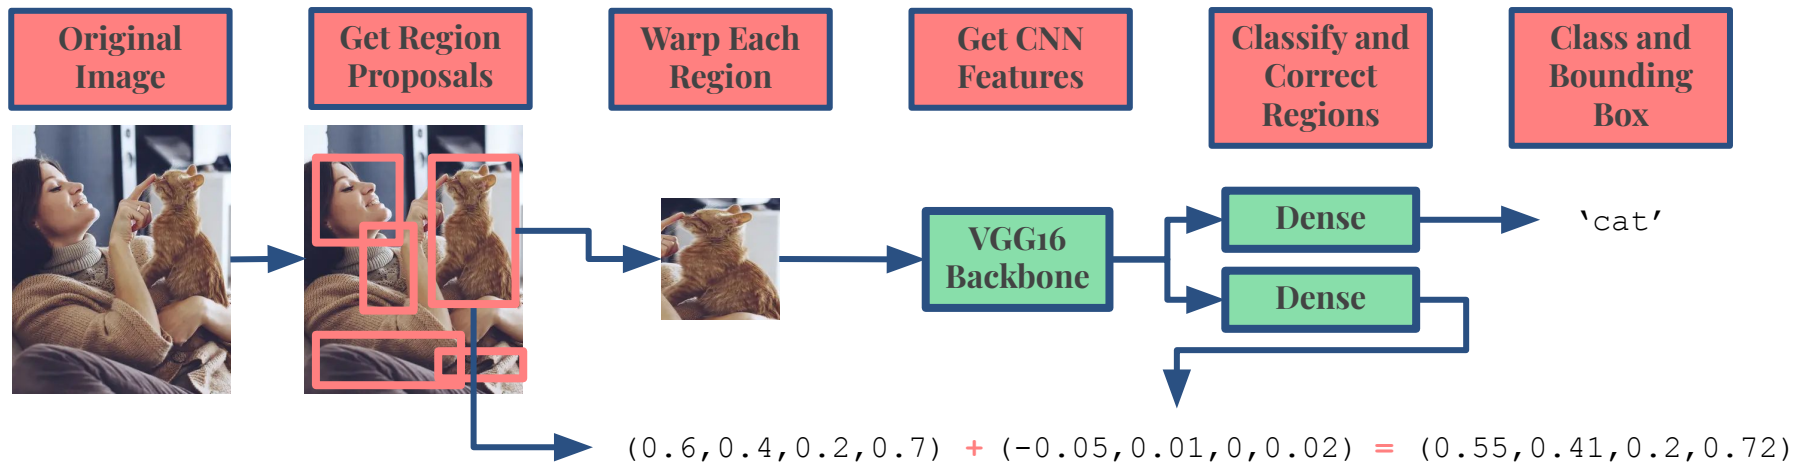 Original
Image
Get Region
Proposals
Warp Each
Region
Get CNN
Features
Classify and
Correct
Regions
Class and
Bounding
Box
VGG16
Backbone
Dense
Dense
‘cat’
(0.6,0.4,0.2,0.7) + (-0.05,0.01,0,0.02) = (0.55,0.41,0.2,0.72)